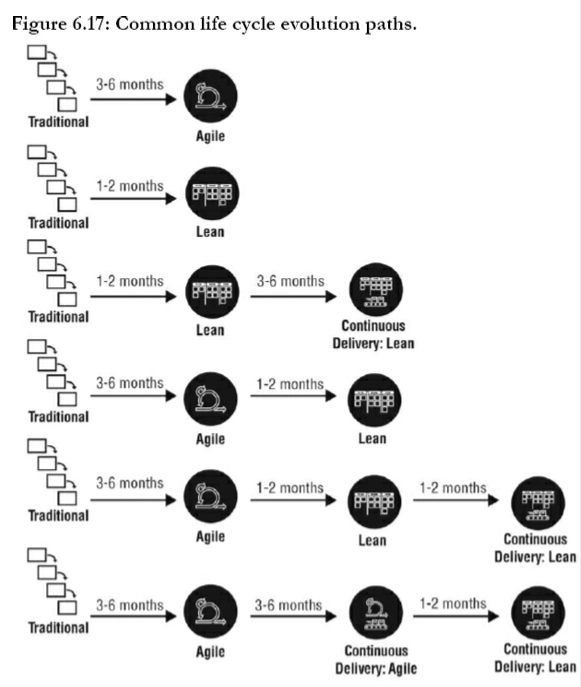 Figure 6.17: Common life cycle evolution paths.
3-6 months
Traditional
Agile
1-2 months
Traditional
Lean
1-2 months
3-6 months
Traditional
Lean
Continuous
Delivery: Lean
3-6 months
1-2 months
Traditional
Agile
Lean
3-6 months
1-2 months
1-2 months
Traditional
Agile
Lean
Continuous
Delivery: Lean
3-6 months
3-6 months
1-2 months
Traditional
Agile
Continuous
Delivery: Agile
Continuous
Delivery: Lean